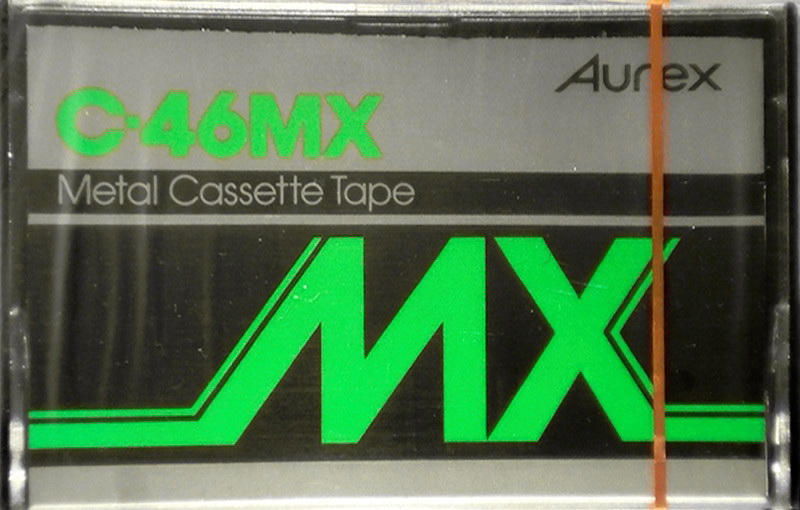 Aurex
C·46MX
Metal Cassette Tape
MX